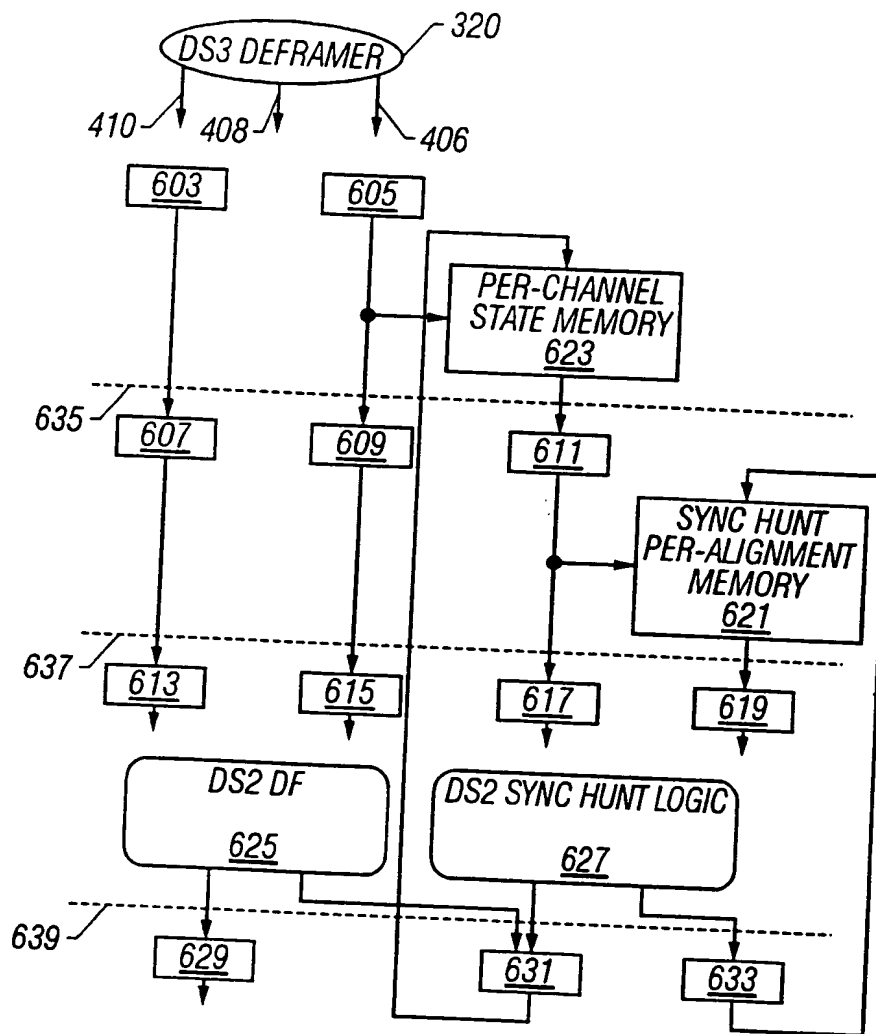 320
DS3 DEFRAMER
410
408
406
603
605
PER-CHANNEL
STATE MEMORY
623
635
607
609
611
SYNC HUNT
PER-ALIGNMENT
MEMORY
621
637
613
615
617
619
DS2 DF
625
DS2 SYNC HUNT LOGIC
627
639
629
631
633